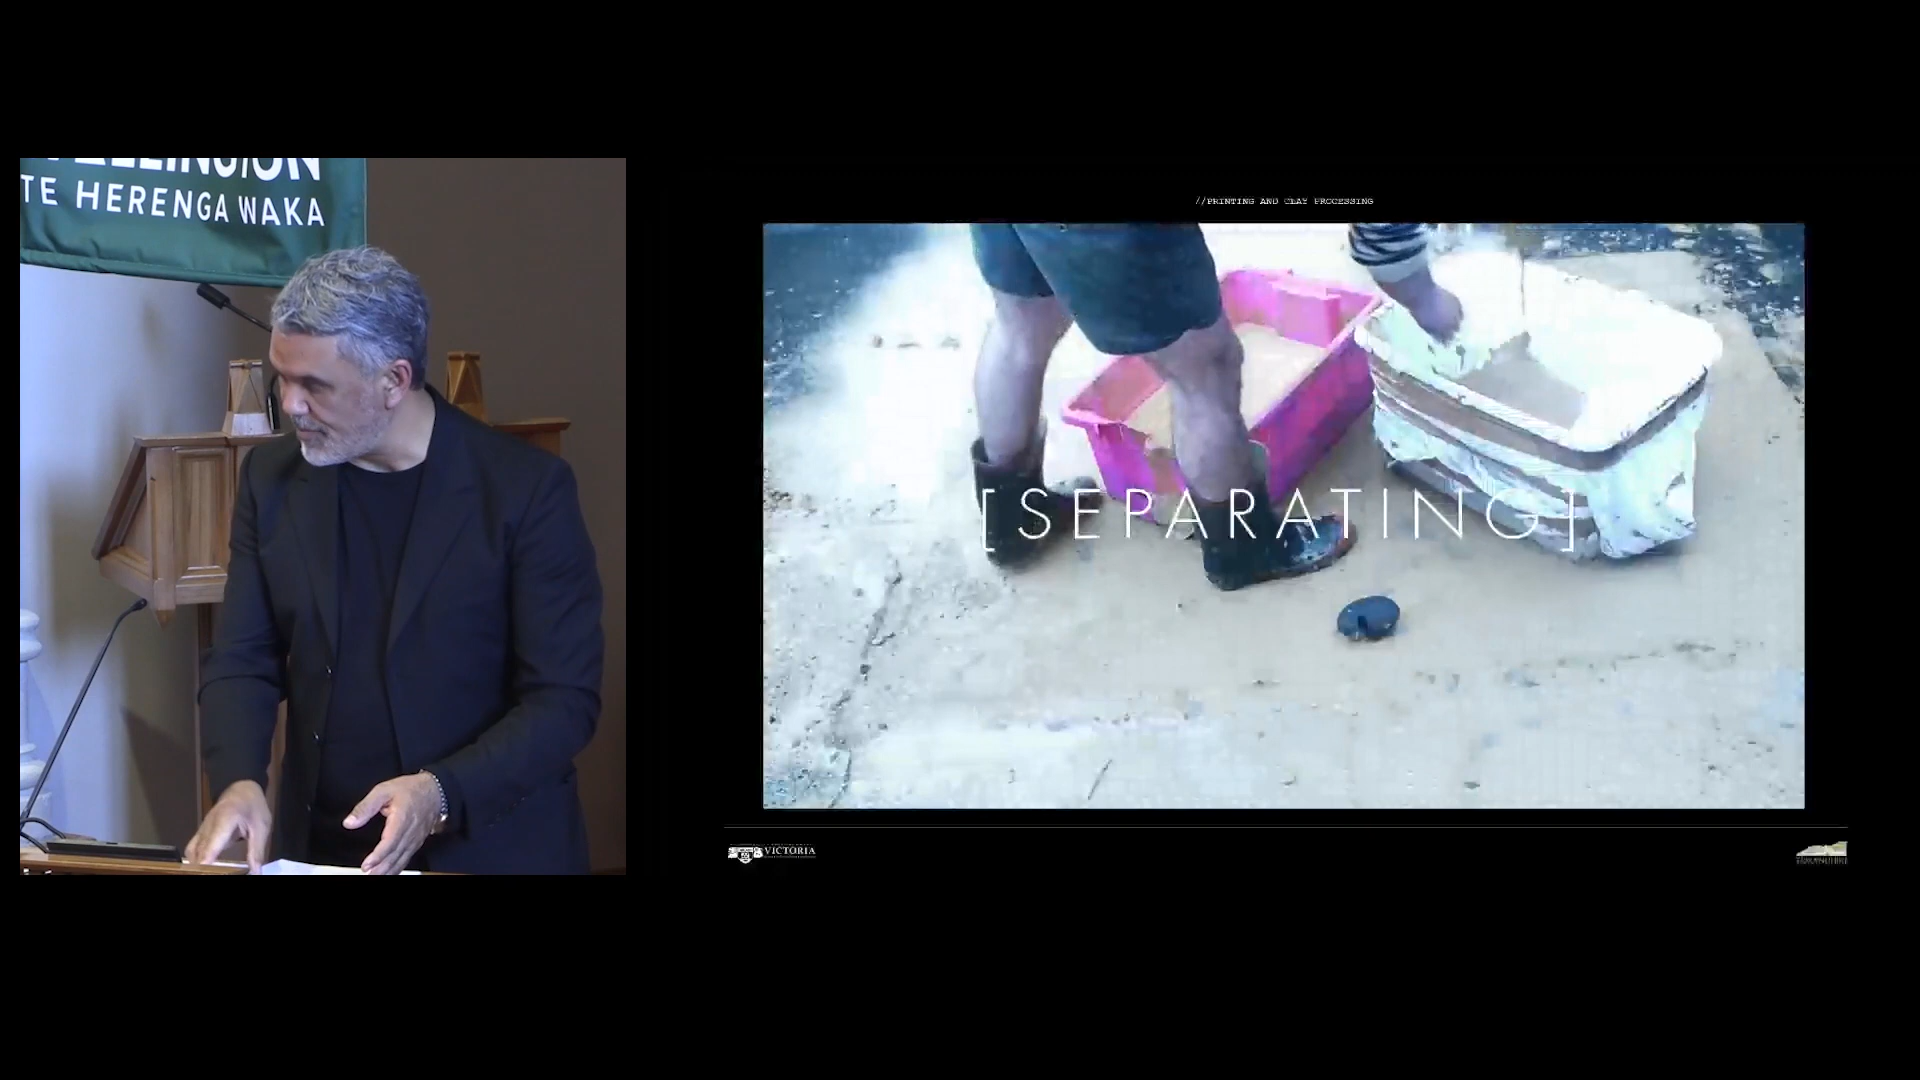 TE HERENGA WAKA
//PRINTING AND CLAY PROCESSING
[SEPARATING]
VICTORIA